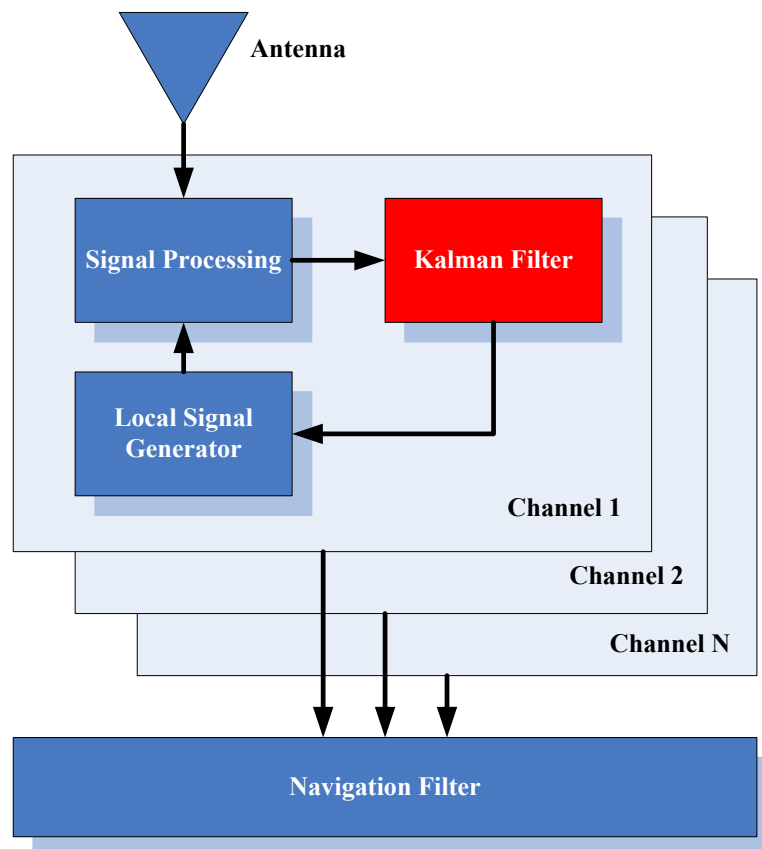 Antenna
Signal Processing
Kalman Filter
Local Signal
Generator
Channel 1
Channel 2
Channel N
Navigation Filter